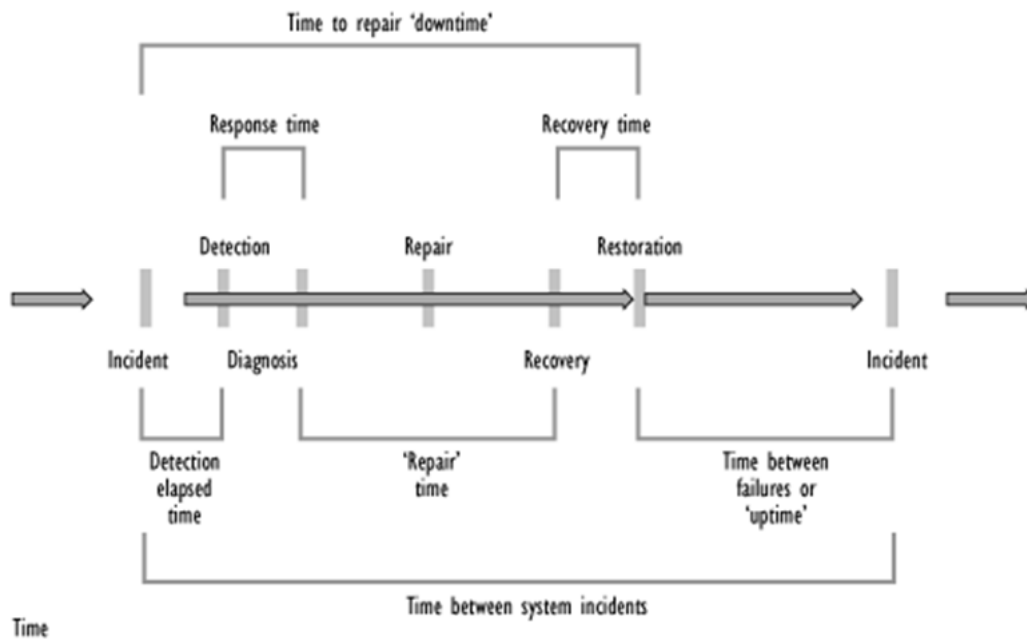 Time to repair ‘downtime’
Response time
Recovery time
Detection
Repair
Restoration
Incident
Diagnosis
Recovery
Incident
Detection
elapsed
time
‘Repair’
time
Time between
failures or
‘uptime’
Time between system incidents
Time